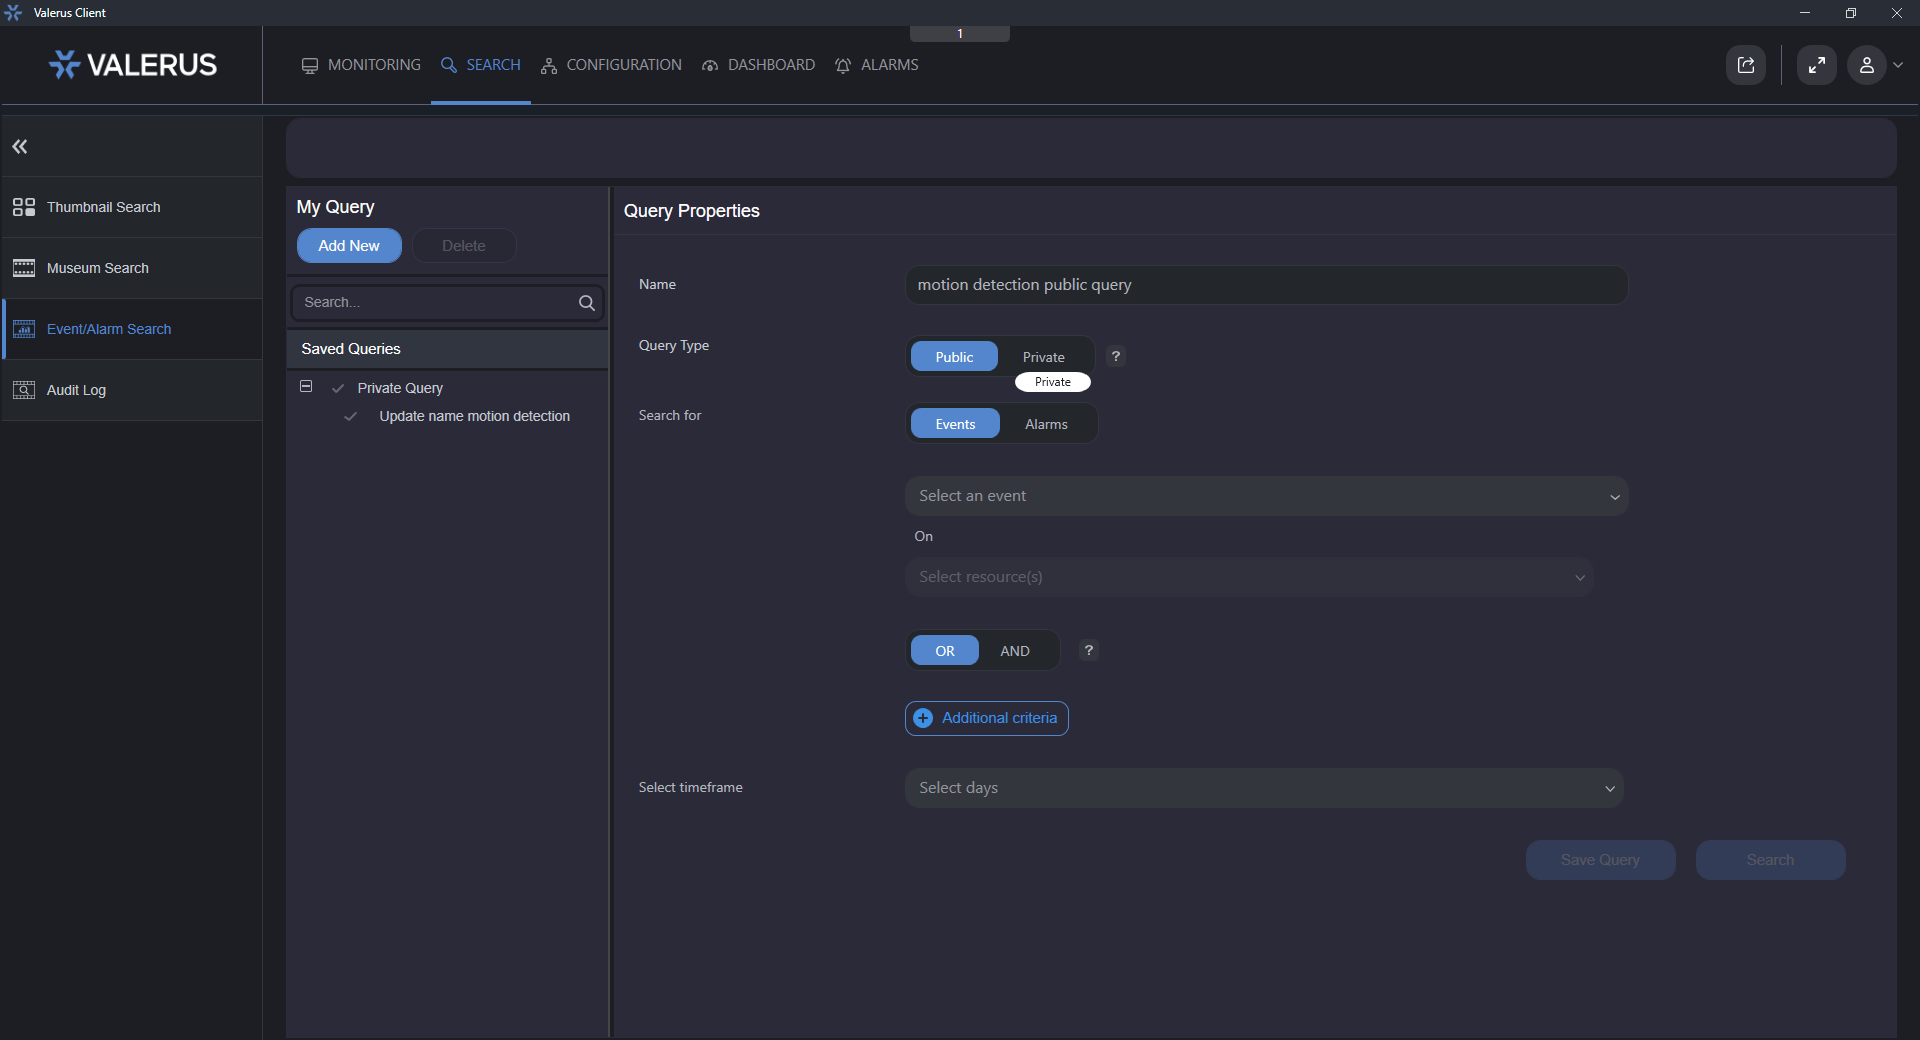 Valerus Client
1
VALERUS
MONITORING
SEARCH
CONFIGURATION
DASHBOARD
ALARMS
Thumbnail Search
Museum Search
Event/Alarm Search
Audit Log
My Query
Add New
Delete
Search...
Saved Queries
Private Query
Update name motion detection
Query Properties
Name
motion detection public query
Query Type
Public
Private
?
Private
Search for
Events
Alarms
Select an event
On
Select resource(s)
OR
AND
?
Additional criteria
Select timeframe
Select days
Save Query
Search